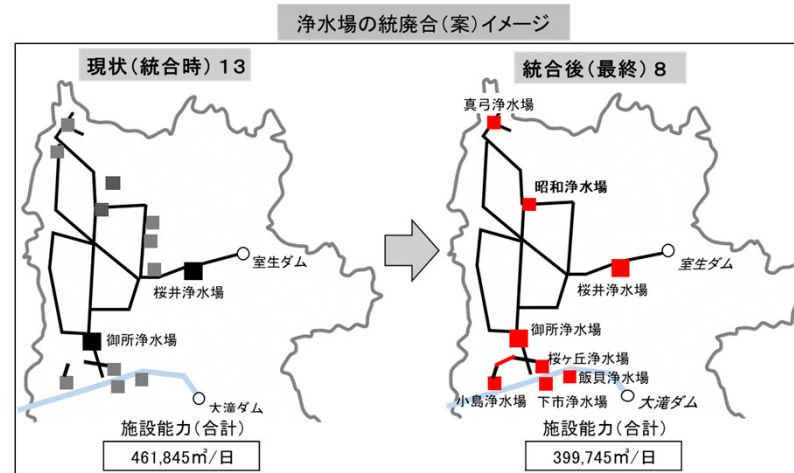 浄水場の統廃合(案)イメージ
現状(統合時)13
室生ダム
桜井浄水場
御所浄水場
大滝ダム
施設能力(合計)
461,845㎥/日
統合後(最終)8
真弓浄水場
昭和浄水場
室生ダム
桜井浄水場
御所浄水場
桜ヶ丘浄水場
飯貝浄水場
小島浄水場
下市浄水場
大滝ダム
施設能力(合計)
399,745㎥/日